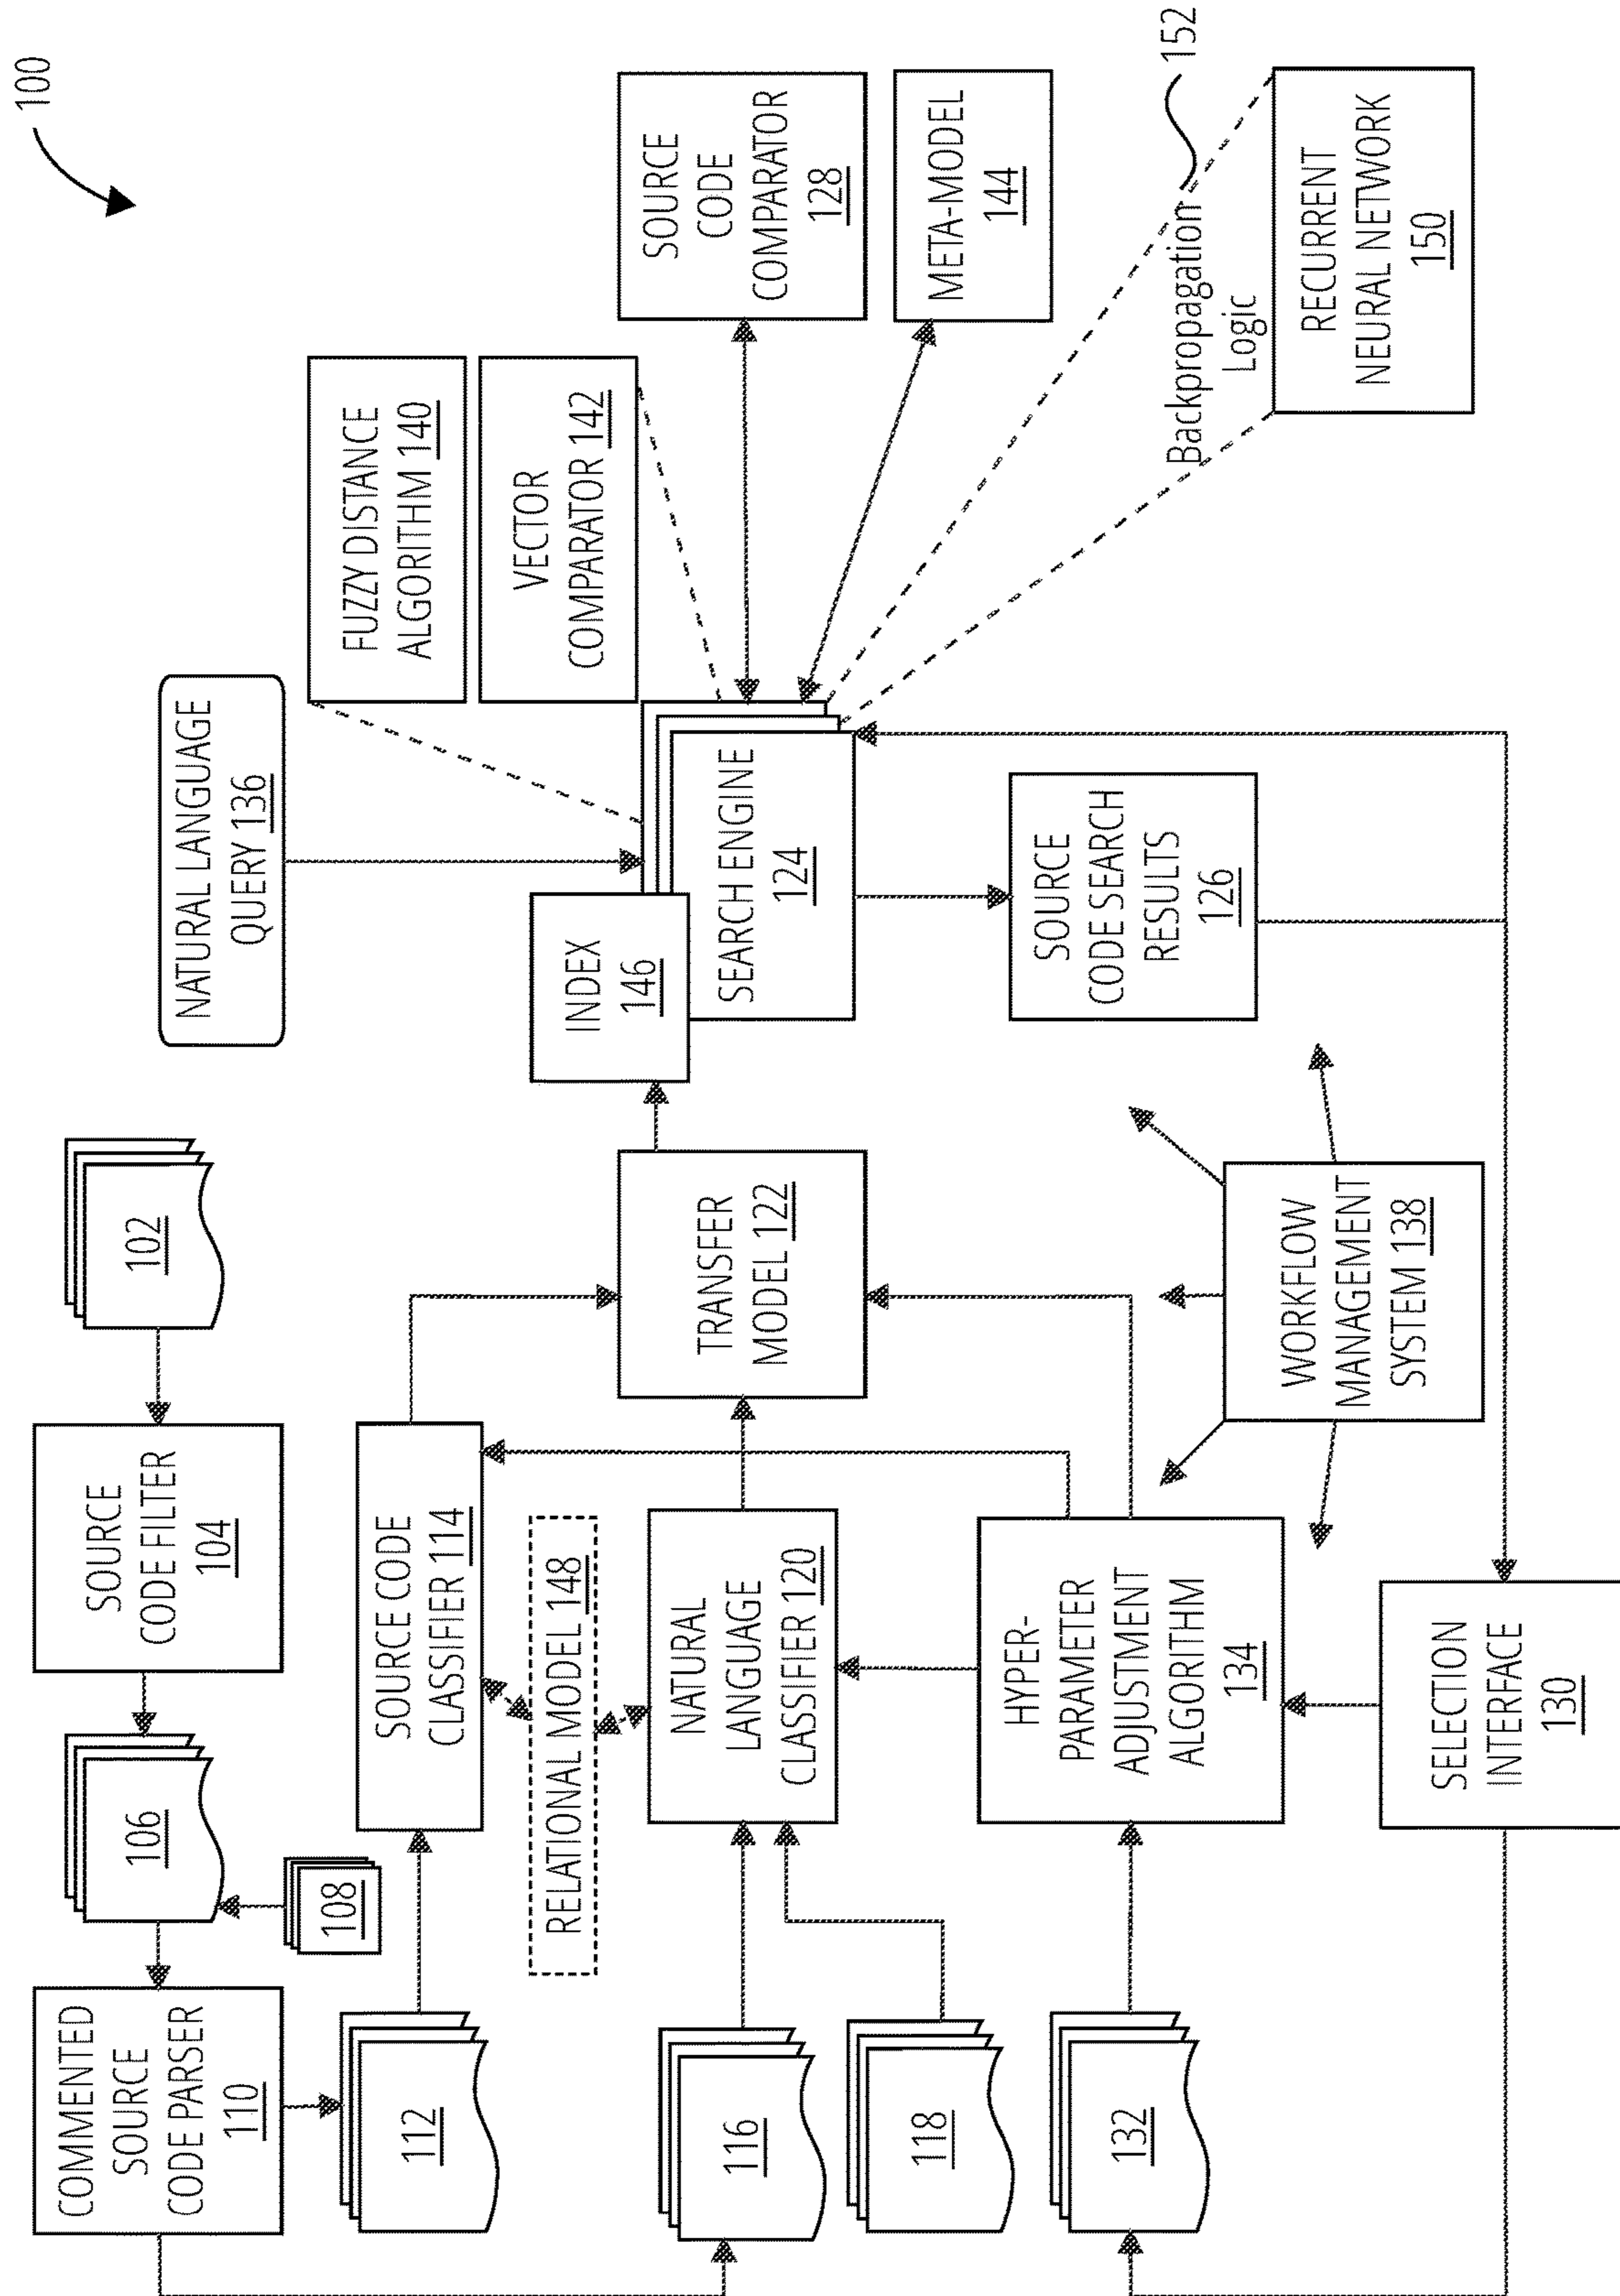 100
102
SOURCE
CODE FILTER
104
106
108
COMMENTED
SOURCE
CODE PARSER
110
112
SOURCE CODE
CLASSIFIER 114
RELATIONAL MODEL 148
116
118
NATURAL
LANGUAGE
CLASSIFIER 120
132
HYPER-
PARAMETER
ADJUSTMENT
ALGORITHM
134
SELECTION
INTERFACE
130
TRANSFER
MODEL 122
WORKFLOW
MANAGEMENT
SYSTEM 138
NATURAL LANGUAGE
QUERY 136
INDEX
146
SEARCH ENGINE
124
SOURCE
CODE SEARCH
RESULTS
126
FUZZY DISTANCE
ALGORITHM 140
VECTOR
COMPARATOR 142
SOURCE
CODE
COMPARATOR
128
META-MODEL
144
Backpropagation
Logic
152
RECURRENT
NEURAL NETWORK
150